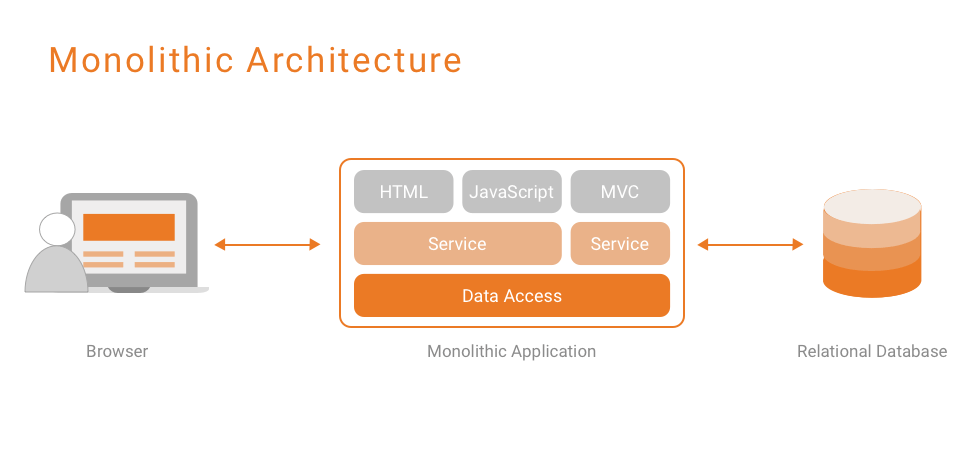 Monolithic Architecture
HTML JavaScript MVC
Service Service
Data Access
Browser Monolithic Application Relational Database